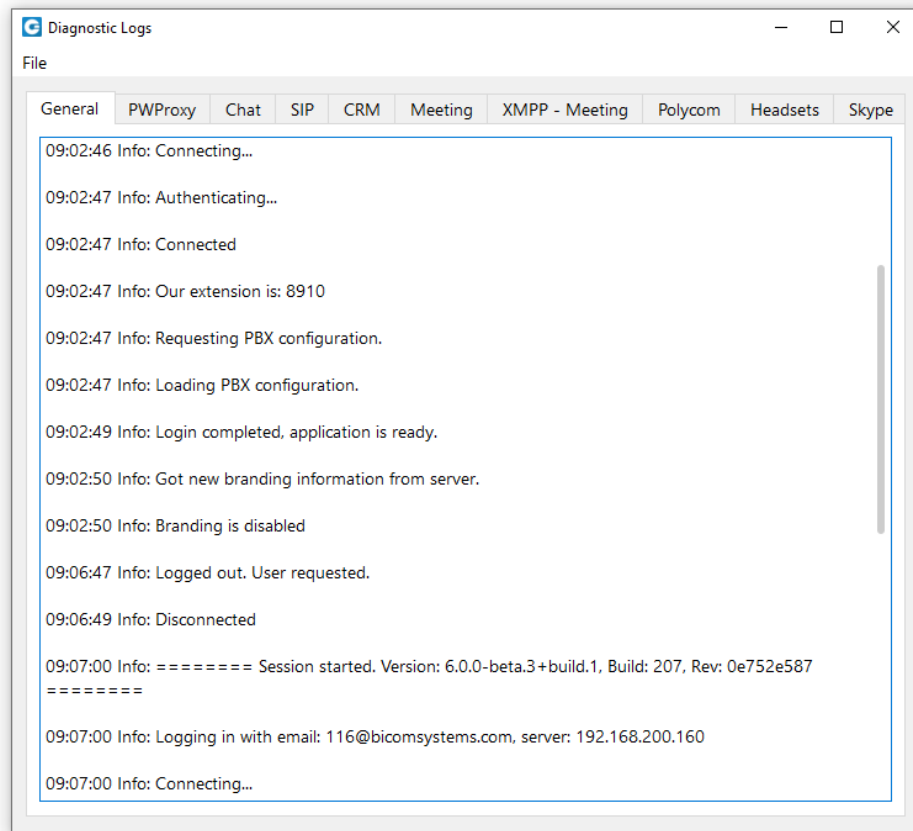 Diagnostic Logs
File
General PWProxy Chat SIP CRM Meeting XMPP - Meeting Polycom Headsets Skype
09:02:46 Info: Connecting...
09:02:47 Info: Authenticating...
09:02:47 Info: Connected
09:02:47 Info: Our extension is: 8910
09:02:47 Info: Requesting PBX configuration.
09:02:47 Info: Loading PBX configuration.
09:02:49 Info: Login completed, application is ready.
09:02:50 Info: Got new branding information from server.
09:02:50 Info: Branding is disabled
09:06:47 Info: Logged out. User requested.
09:06:49 Info: Disconnected
09:07:00 Info: ======== Session started. Version: 6.0.0-beta.3+build.1, Build: 207, Rev: 0e752e587
========
09:07:00 Info: Logging in with email: 116@bicomsystems.com, server: 192.168.200.160
09:07:00 Info: Connecting...